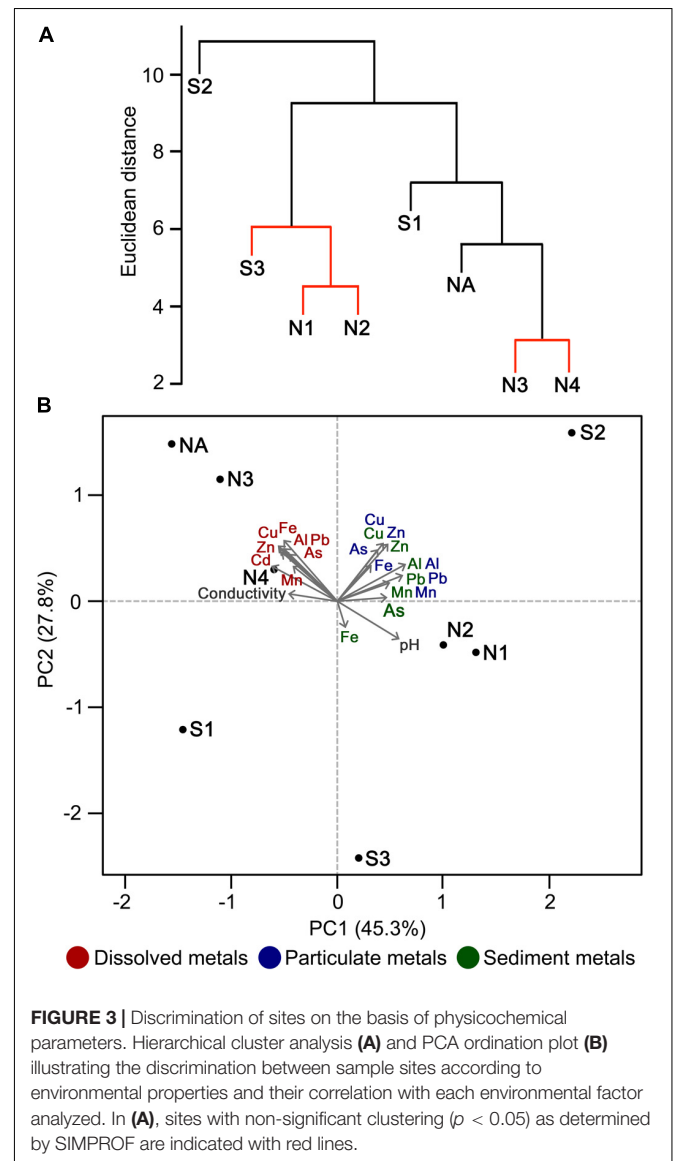 A
Euclidean distance
10
8
6
4
2
S2
S1
S3
NA
N1 N2
N3 N4
B
PC2 (27.8%)
1
0
-1
-2
NA
N3
S2
Cu Fe
Al Pb
Zn
As
Cd
Mn
N4
Conductivity
Cu
Cu Zn
As Zn
Fe
Al Al
Pb Pb
Mn Mn
As
Fe
pH
N2
N1
S1
S3
-2 -1 0 1 2
PC1 (45.3%)
Dissolved metals Particulate metals Sediment metals
FIGURE 3 | Discrimination of sites on the basis of physicochemical
parameters. Hierarchical cluster analysis (A) and PCA ordination plot (B)
illustrating the discrimination between sample sites according to
environmental properties and their correlation with each environmental factor
analyzed. In (A), sites with non-significant clustering (p < 0.05) as determined
by SIMPROF are indicated with red lines.